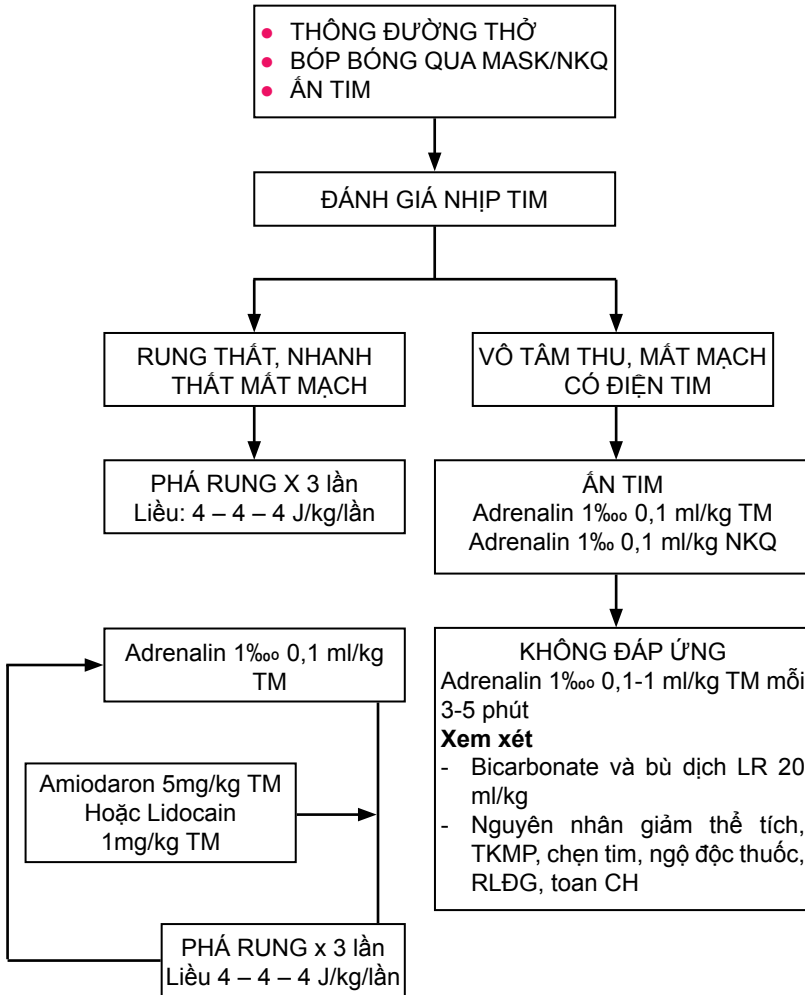 • THÔNG ĐƯỜNG THỞ
• BÓP BÓNG QUA MASK/NKQ
• ẤN TIM
ĐÁNH GIÁ NHỊP TIM
RUNG THẤT, NHANH
THẤT MẤT MẠCH
VÔ TÂM THU, MẤT MẠCH
CÓ ĐIỆN TIM
PHÁ RUNG X 3 lần
Liều: 4 – 4 – 4 J/kg/lần
ẤN TIM
Adrenalin 1‱ 0,1 ml/kg TM
Adrenalin 1‰ 0,1 ml/kg NKQ
Adrenalin 1‱ 0,1 ml/kg
TM
Amiodaron 5mg/kg TM
Hoặc Lidocain
1mg/kg TM
PHÁ RUNG x 3 lần
Liều 4 – 4 – 4 J/kg/lần
KHÔNG ĐÁP ỨNG
Adrenalin 1‱ 0,1-1 ml/kg TM mỗi
3-5 phút
Xem xét
- Bicarbonate và bù dịch LR 20
ml/kg
- Nguyên nhân giảm thể tích,
TKMP, chẹn tim, ngộ độc thuốc,
RLĐG, toan CH